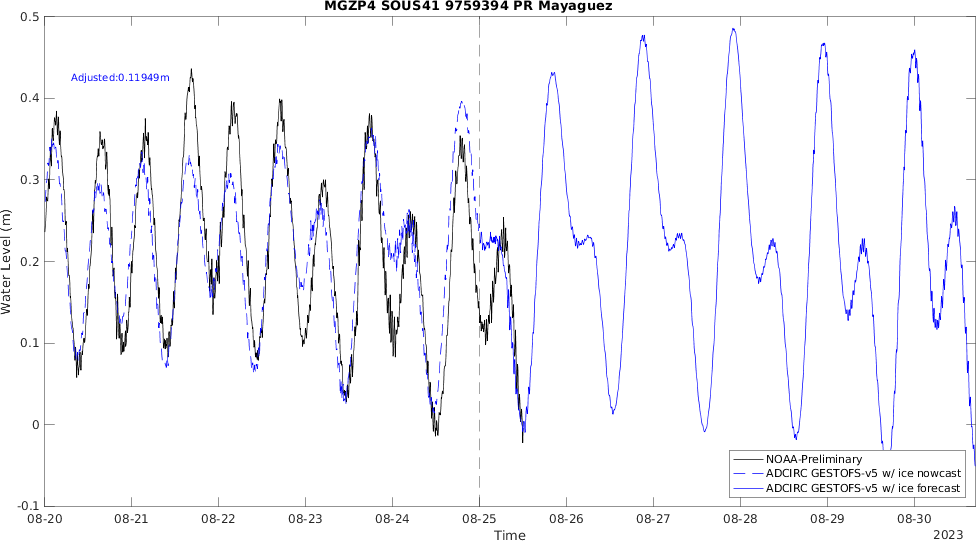 MGZP4 SOUS41 9759394 PR Mayaguez
0.5
0.4
0.3
0.2
0.1
0
-0.1
Water Level (m)
Adjusted:0.11949m
NOAA-Preliminary
ADCIRC GESTOFS-v5 w/ ice nowcast
ADCIRC GESTOFS-v5 w/ ice forecast
08-20 08-21 08-22 08-23 08-24 08-25 08-26 08-27 08-28 08-29 08-30
Time
2023